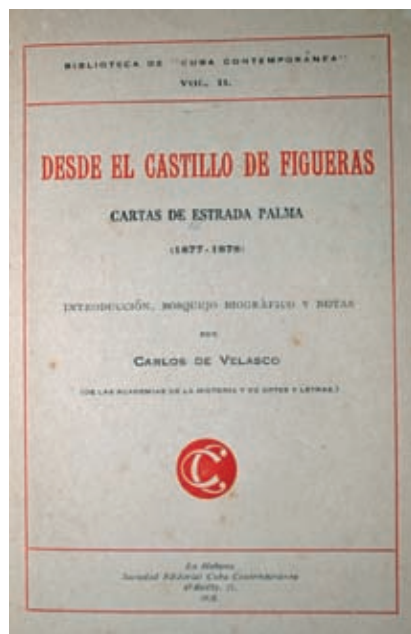 BIBLIOTECA DE "CUBA CONTEMPORÁNEA"
VOL. II.
DESDE EL CASTILLO DE FIGUERAS
CARTAS DE ESTRADA PALMA
(1877-1878)
INTRODUCCIÓN, BOSQUEJO BIOGRÁFICO Y NOTAS
POR
CARLOS DE VELASCO
(DE LAS ACADEMIAS DE LA HISTORIA Y DE ARTES Y LETRAS.)
CC
La Habana
Sociedad Editorial Cuba Contemporánea
O'Reilly, 11.